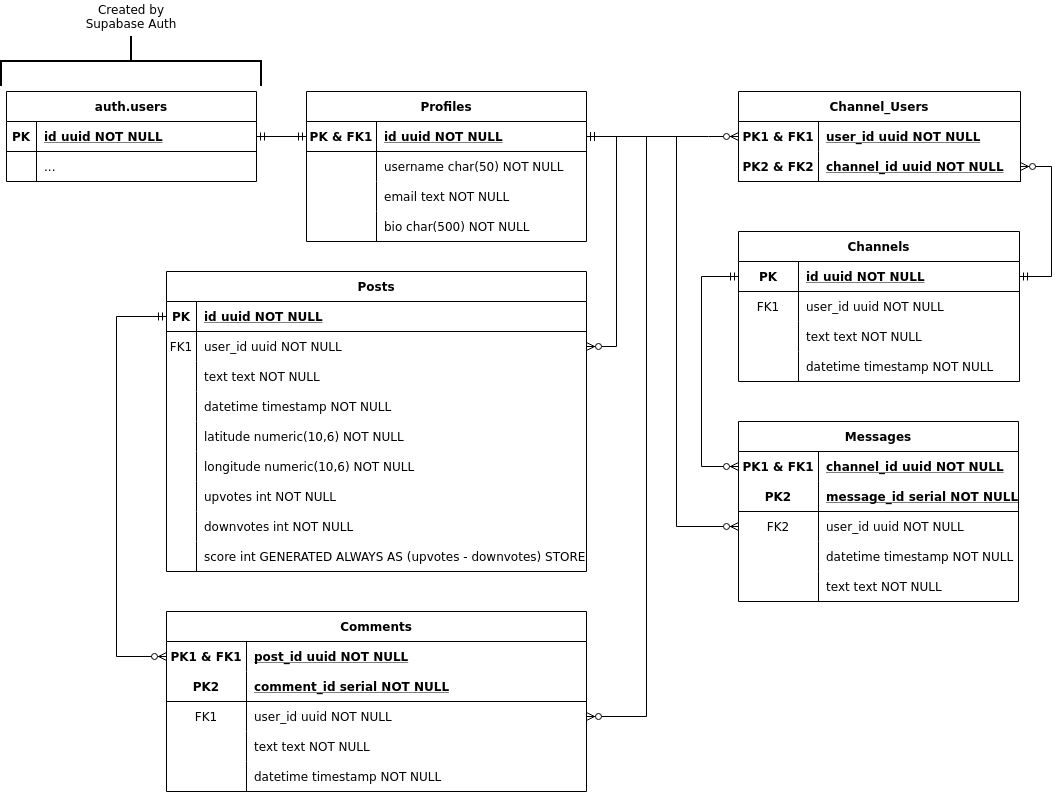 Created by
Supabase Auth
auth.users
PK id uuid NOT NULL
...
Profiles
PK & FK1 id uuid NOT NULL
username char(50) NOT NULL
email text NOT NULL
bio char(500) NOT NULL
Channel_Users
PK1 & FK1 user_id uuid NOT NULL
PK2 & FK2 channel_id uuid NOT NULL
Channels
PK id uuid NOT NULL
FK1 user_id uuid NOT NULL
text text NOT NULL
datetime timestamp NOT NULL
Posts
PK id uuid NOT NULL
FK1 user_id uuid NOT NULL
text text NOT NULL
datetime timestamp NOT NULL
latitude numeric(10,6) NOT NULL
longitude numeric(10,6) NOT NULL
upvotes int NOT NULL
downvotes int NOT NULL
score int GENERATED ALWAYS AS (upvotes - downvotes) STORE
Messages
PK1 & FK1 channel_id uuid NOT NULL
PK2 message_id serial NOT NULL
FK2 user_id uuid NOT NULL
datetime timestamp NOT NULL
text text NOT NULL
Comments
PK1 & FK1 post_id uuid NOT NULL
PK2 comment_id serial NOT NULL
FK1 user_id uuid NOT NULL
text text NOT NULL
datetime timestamp NOT NULL